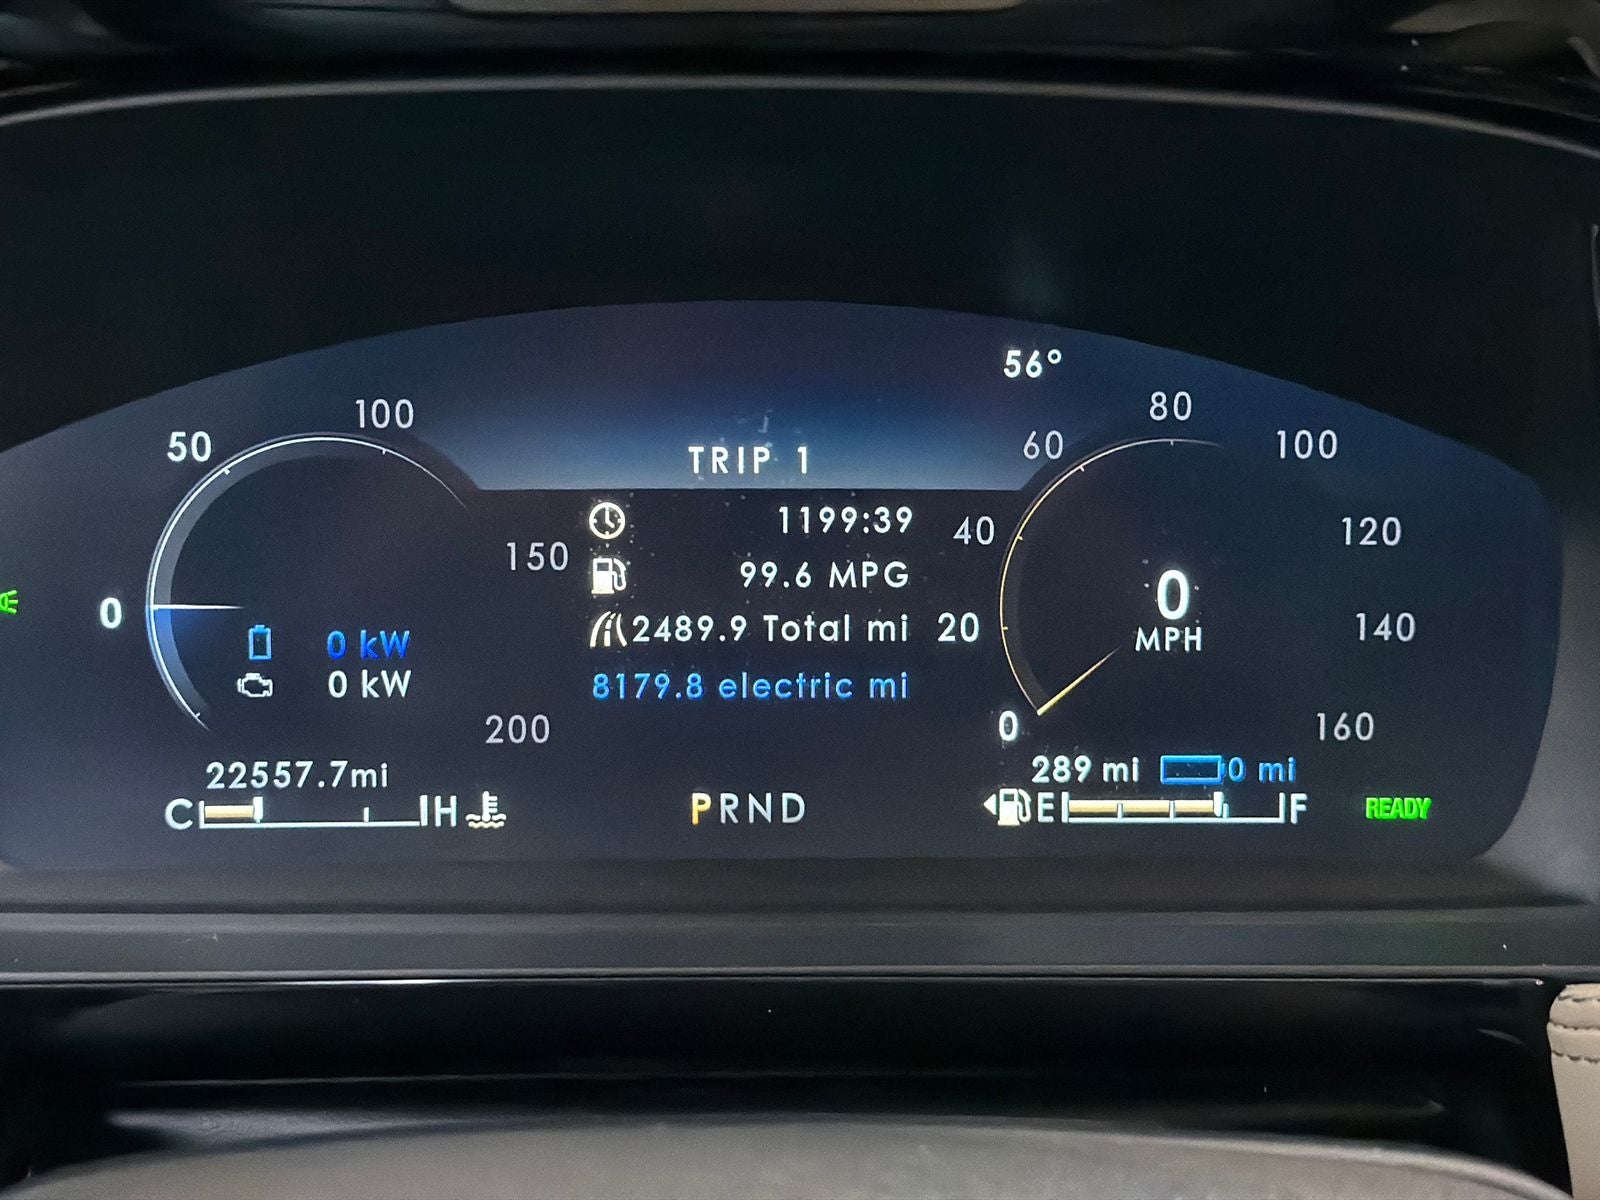 56°
50
100
80
TRIP 1
60
100
1199:39
40
120
150
99.6 MPG
0
MPH
0
2489.9 Total mi
20
140
0 kW
0 kW
8179.8 electric mi
200
0
160
22557.7mi
289 mi
0 mi
C
H
PRND
E
F
READY